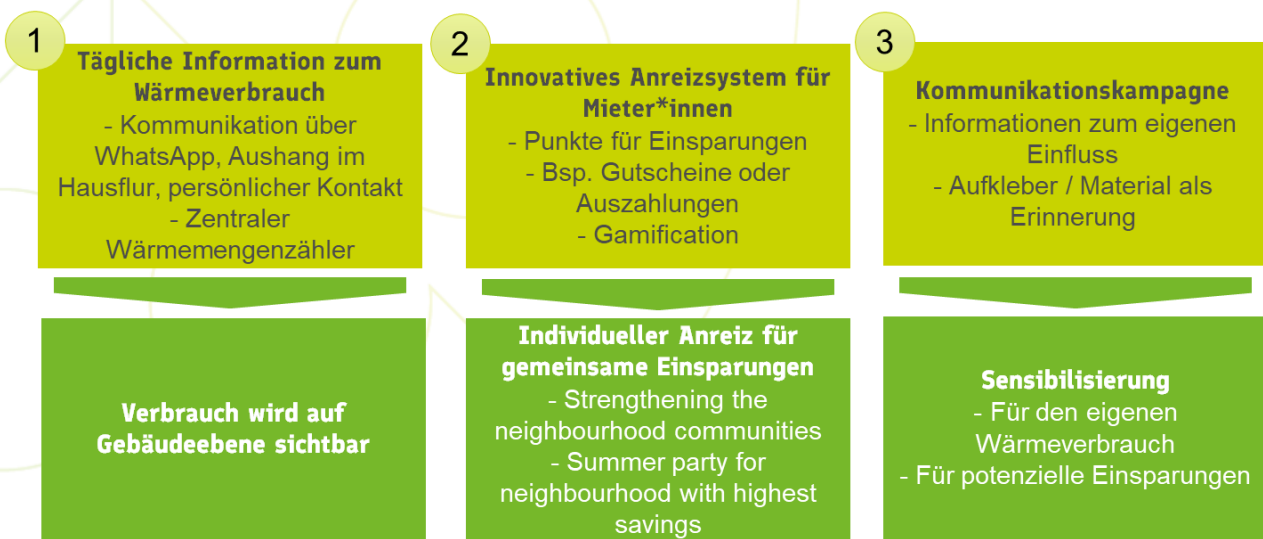 1
Tägliche Information zum
Wärmeverbrauch
- Kommunikation über
WhatsApp, Aushang im
Hausflur, persönlicher Kontakt
- Zentraler
Wärmemengenzähler
Verbrauch wird auf
Gebäudeebene sichtbar
2
Innovatives Anreizsystem für
Mieter*innen
- Punkte für Einsparungen
- Bsp. Gutscheine oder
Auszahlungen
- Gamification
Individueller Anreiz für
gemeinsame Einsparungen
- Strengthening the
neighbourhood communities
- Summer party for
neighbourhood with highest
savings
3
Kommunikationskampagne
- Informationen zum eigenen
Einfluss
- Aufkleber / Material als
Erinnerung
Sensibilisierung
- Für den eigenen
Wärmeverbrauch
- Für potenzielle Einsparungen